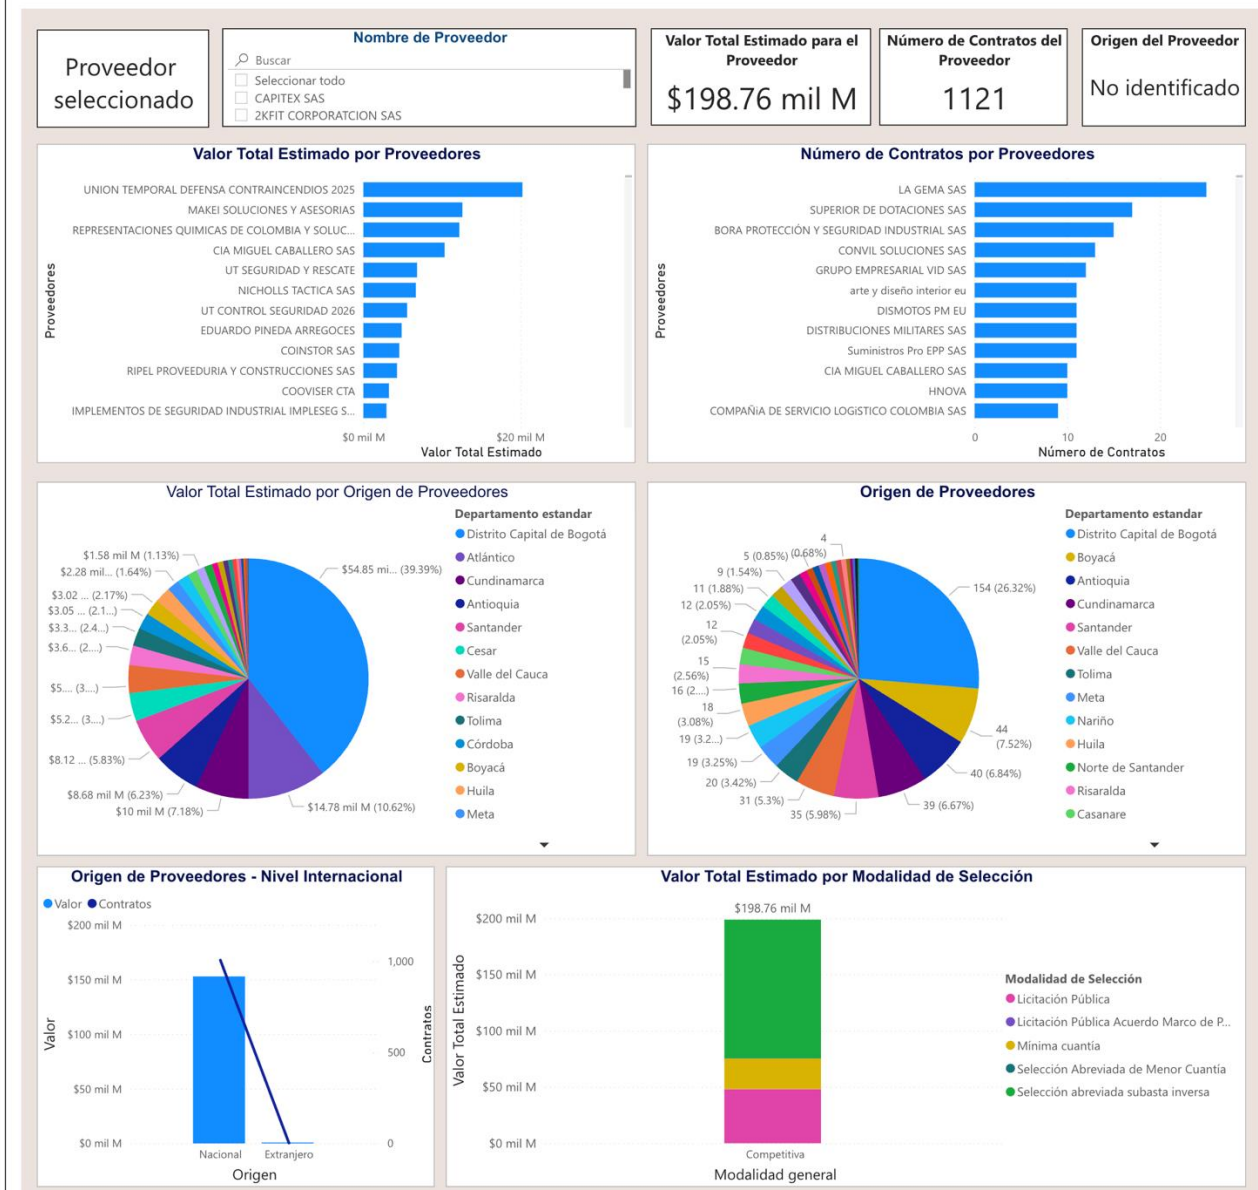 Proveedor
seleccionado
Nombre de Proveedor
Buscar
Seleccionar todo
CAPITEX SAS
2KFIT CORPORATCION SAS
Valor Total Estimado para el
Proveedor
$198.76 mil M
Número de Contratos del
Proveedor
1121
Origen del Proveedor
No identificado
Valor Total Estimado por Proveedores
Proveedores
UNION TEMPORAL DEFENSA CONTRAINCENDIOS 2025
MAKEI SOLUCIONES Y ASESORIAS
REPRESENTACIONES QUIMICAS DE COLOMBIA Y SOLUC...
CIA MIGUEL CABALLERO SAS
UT SEGURIDAD Y RESCATE
NICHOLLS TACTICA SAS
UT CONTROL SEGURIDAD 2026
EDUARDO PINEDA ARREGOCES
COINSTOR SAS
RIPEL PROVEEDURIA Y CONSTRUCCIONES SAS
COOVISER CTA
IMPLEMENTOS DE SEGURIDAD INDUSTRIAL IMPLESEG S...
$0 mil M $20 mil M
Valor Total Estimado
Número de Contratos por Proveedores
Proveedores
LA GEMA SAS
SUPERIOR DE DOTACIONES SAS
BORA PROTECCIÓN Y SEGURIDAD INDUSTRIAL SAS
CONVIL SOLUCIONES SAS
GRUPO EMPRESARIAL VID SAS
arte y diseño interior eu
DISMOTOS PM EU
DISTRIBUCIONES MILITARES SAS
Suministros Pro EPP SAS
CIA MIGUEL CABALLERO SAS
HNOVA
COMPAÑiA DE SERVICIO LOGíSTICO COLOMBIA SAS
0 10 20
Número de Contratos
Valor Total Estimado por Origen de Proveedores
$1.58 mil M (1.13%)
$2.28 mil... (1.64%)
$3.02 ... (2.17%)
$3.05 ... (2.1...)
$3.3... (2.4...)
$3.6... (2....)
$5.... (3....)
$5.2... (3....)
$8.12 ... (5.83%)
$8.68 mil M (6.23%)
$10 mil M (7.18%)
$14.78 mil M (10.62%)
$54.85 mi... (39.39%)
Departamento estandar
Distrito Capital de Bogotá
Atlántico
Cundinamarca
Antioquia
Santander
Cesar
Valle del Cauca
Risaralda
Tolima
Córdoba
Boyacá
Huila
Meta
Origen de Proveedores
4
5 (0.85%) (0.68%)
9 (1.54%)
11 (1.88%)
12 (2.05%)
12
(2.05%)
15
(2.56%)
16 (2....)
18
(3.08%)
19 (3.2...)
19 (3.25%)
20 (3.42%)
31 (5.3%)
35 (5.98%)
39 (6.67%)
40 (6.84%)
44
(7.52%)
154 (26.32%)
Departamento estandar
Distrito Capital de Bogotá
Boyacá
Antioquia
Cundinamarca
Santander
Valle del Cauca
Tolima
Meta
Nariño
Huila
Norte de Santander
Risaralda
Casanare
Origen de Proveedores - Nivel Internacional
Valor Contratos
Valor
$200 mil M
$150 mil M
$100 mil M
$50 mil M
$0 mil M
1,000
500
0
Contratos
Nacional Extranjero
Origen
Valor Total Estimado por Modalidad de Selección
Valor Total Estimado
$198.76 mil M
$200 mil M
$150 mil M
$100 mil M
$50 mil M
$0 mil M
Competitiva
Modalidad general
Modalidad de Selección
Licitación Pública
Licitación Pública Acuerdo Marco de P...
Mínima cuantía
Selección Abreviada de Menor Cuantía
Selección abreviada subasta inversa